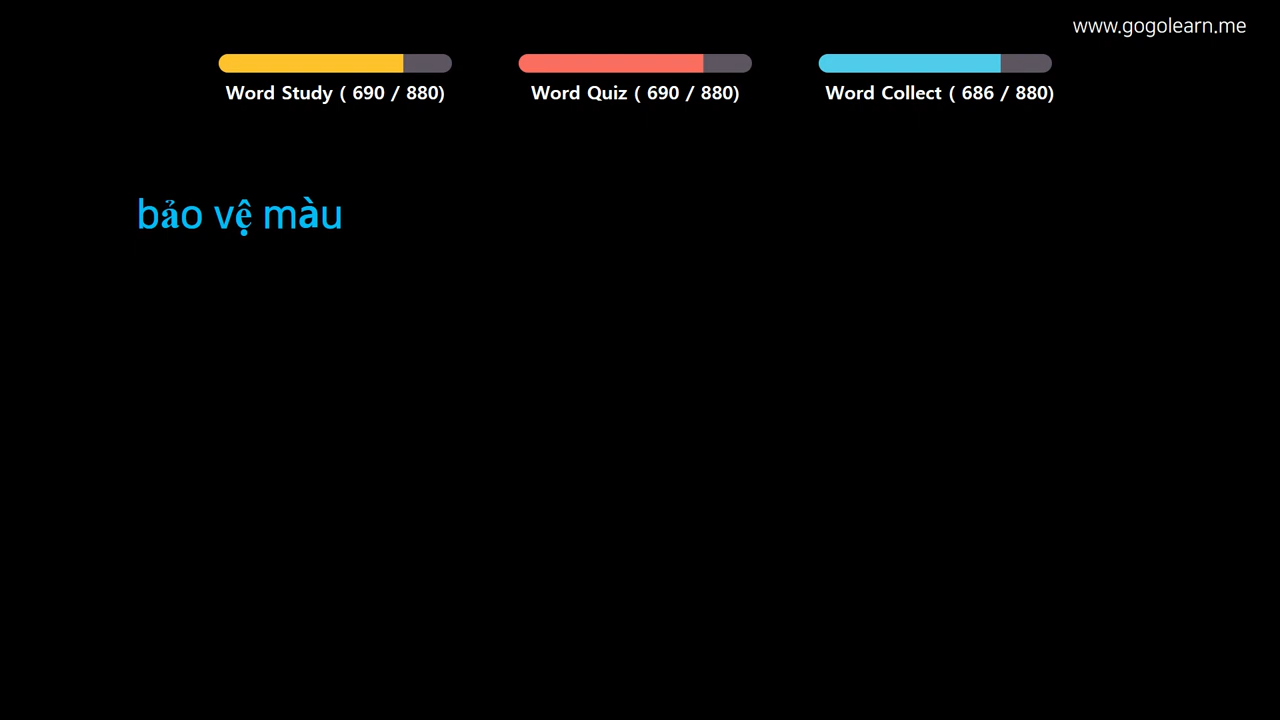 www.gogolearn.me
Word Study ( 690 / 880)
Word Quiz ( 690 / 880)
Word Collect ( 686 / 880)
bảo vệ màu